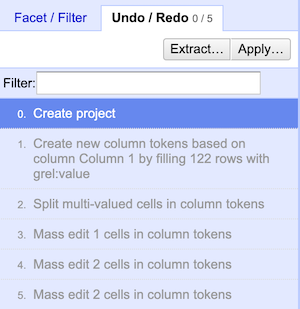 Facet / Filter Undo / Redo 0 / 5
Extract... Apply...
Filter:
0. Create project
1. Create new column tokens based on
column Column 1 by filling 122 rows with
grel:value
2. Split multi-valued cells in column tokens
3. Mass edit 1 cells in column tokens
4. Mass edit 2 cells in column tokens
5. Mass edit 2 cells in column tokens